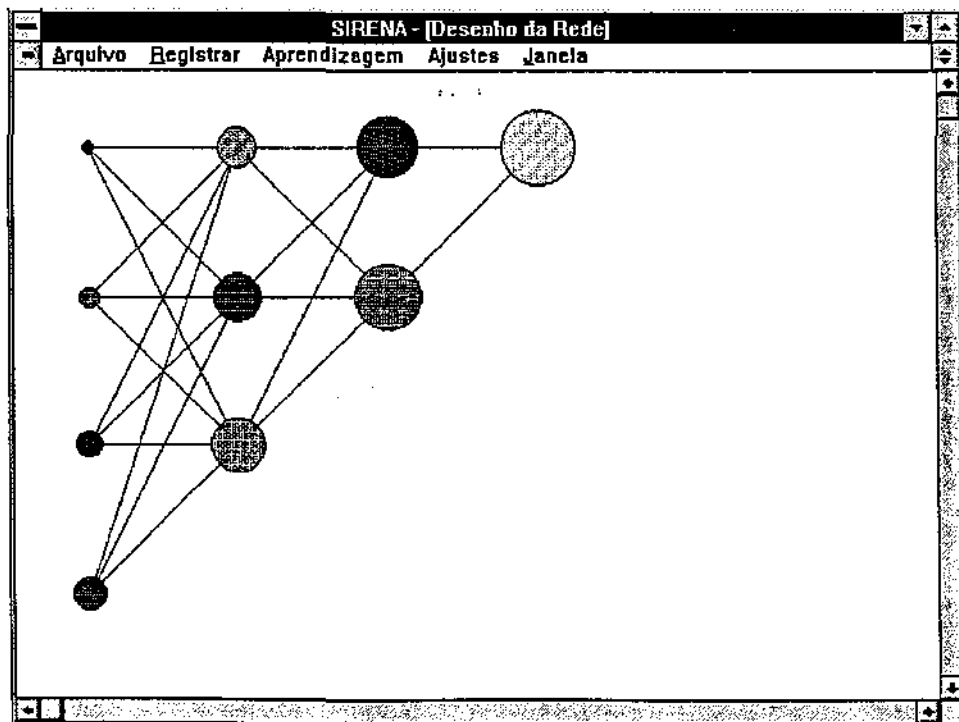 SIRENA - [Desenho da Rede]
Arquivo Registrar Aprendizagem Ajustes Janela